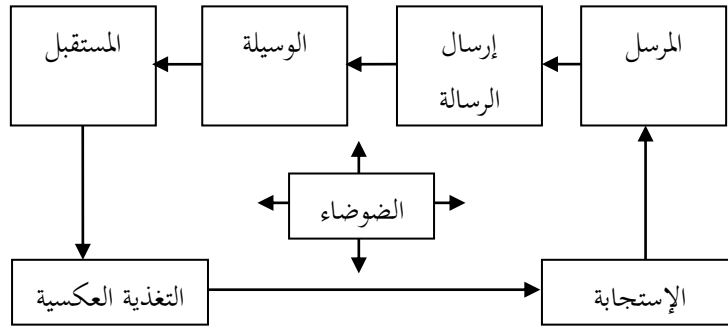 المرسل
إرسال
الرسالة
الوسيلة
المستقبل
الضوضاء
الإستجابة
التغذية العكسية